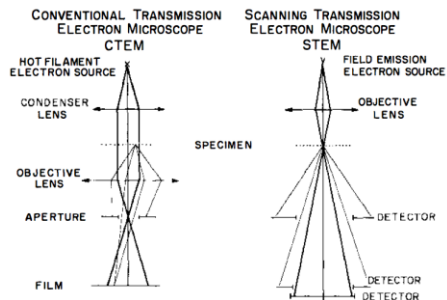 CONVENTIONAL TRANSMISSION
ELECTRON MICROSCOPE
CTEM
HOT FILAMENT
ELECTRON SOURCE
CONDENSER
LENS
OBJECTIVE
LENS
APERTURE
FILM
SPECIMEN
SCANNING TRANSMISSION
ELECTRON MICROSCOPE
STEM
FIELD EMISSION
ELECTRON SOURCE
OBJECTIVE
LENS
DETECTOR
DETECTOR
DETECTOR